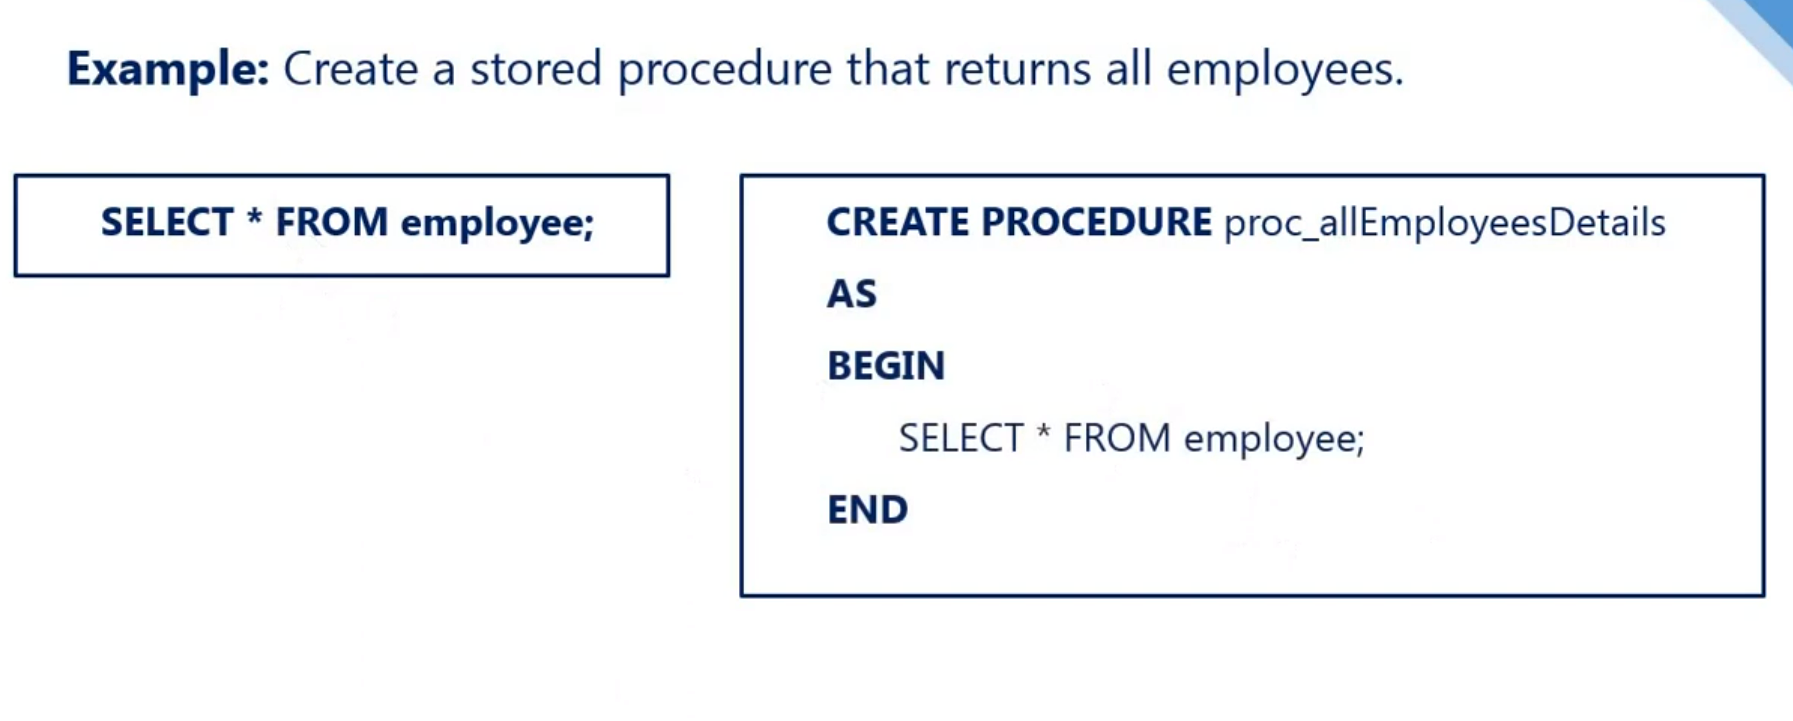 Example: Create a stored procedure that returns all employees.
SELECT * FROM employee;
CREATE PROCEDURE proc_allEmployeesDetails
AS
BEGIN
SELECT * FROM employee;
END